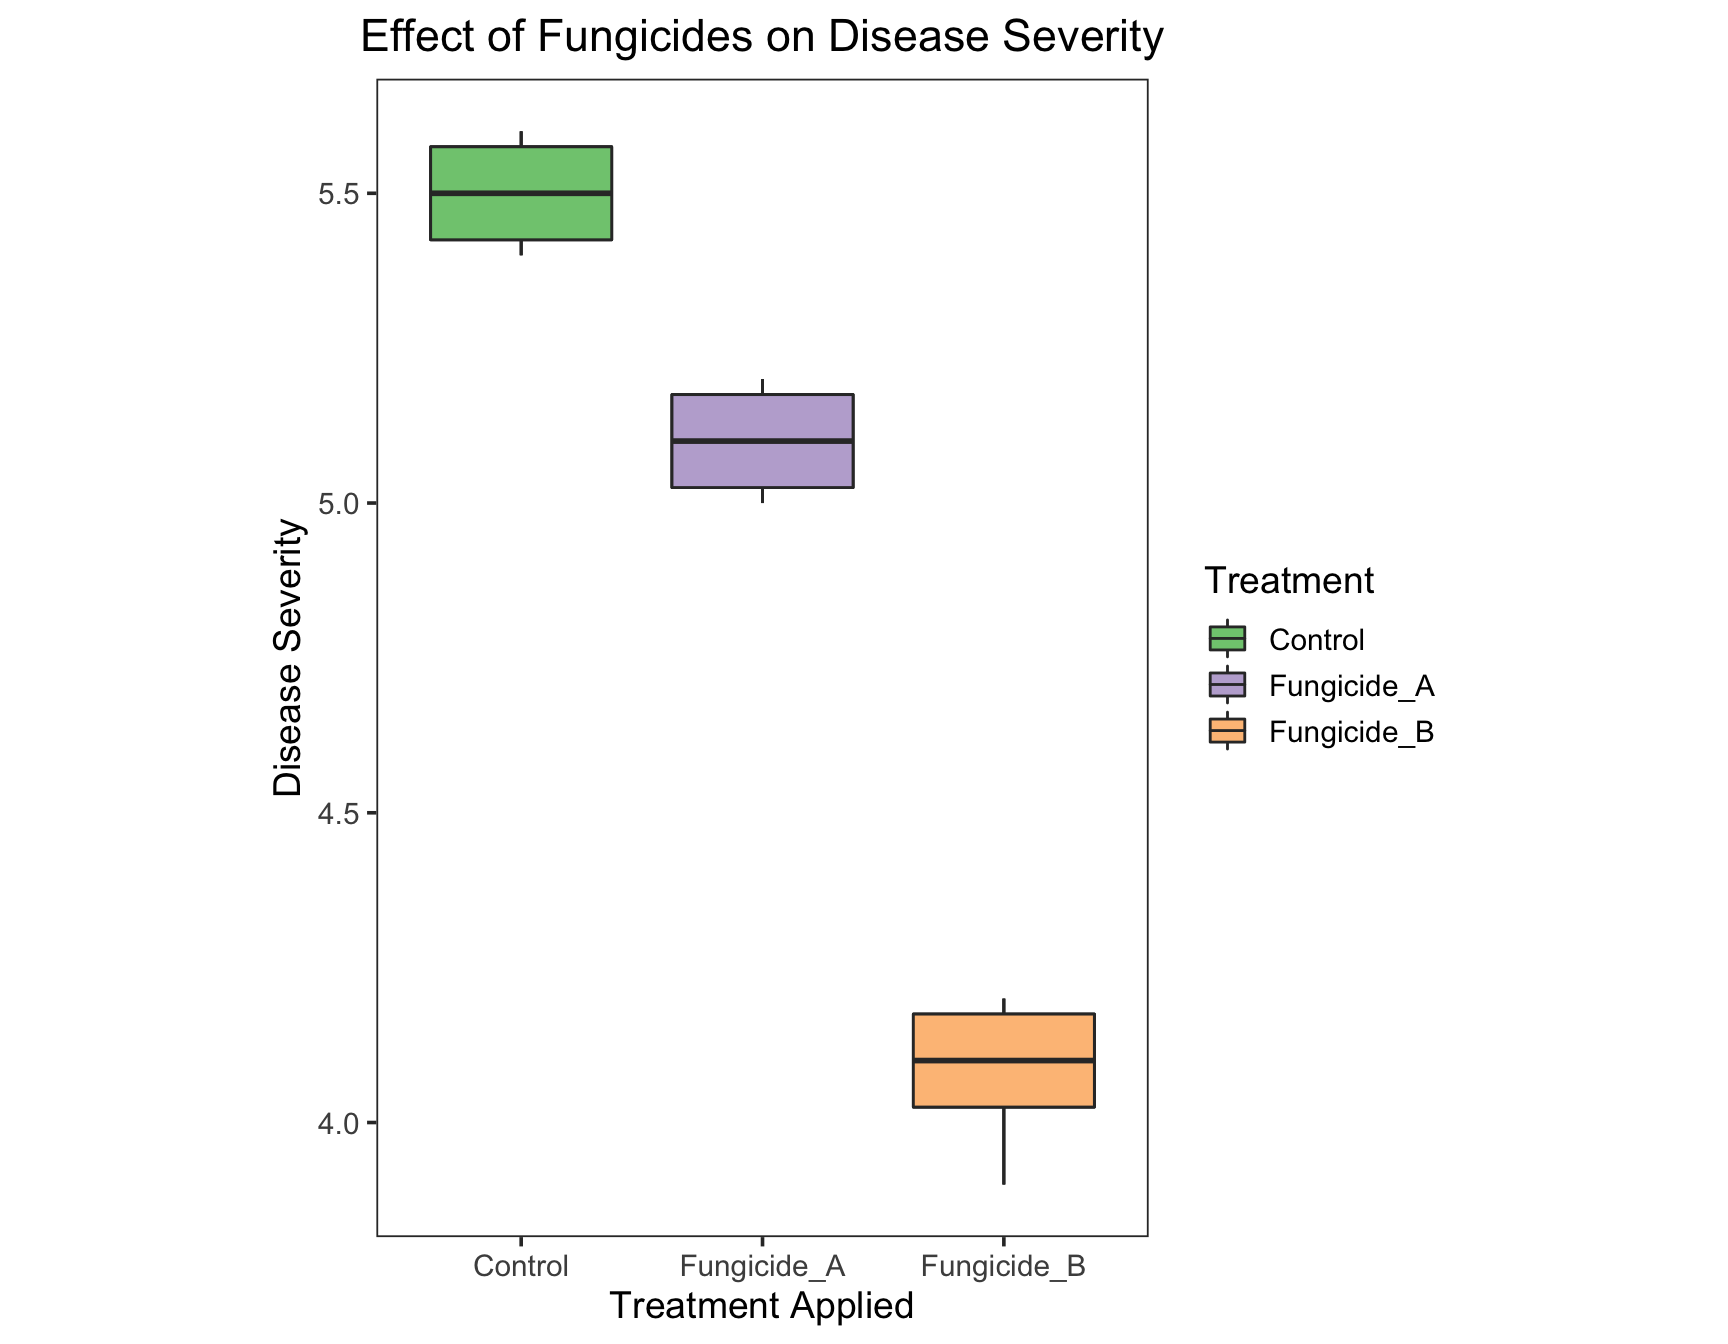 Effect of Fungicides on Disease Severity
Disease Severity
5.5
5.0
4.5
4.0
Control
Fungicide_A
Fungicide_B
Treatment Applied
Treatment
Control
Fungicide_A
Fungicide_B